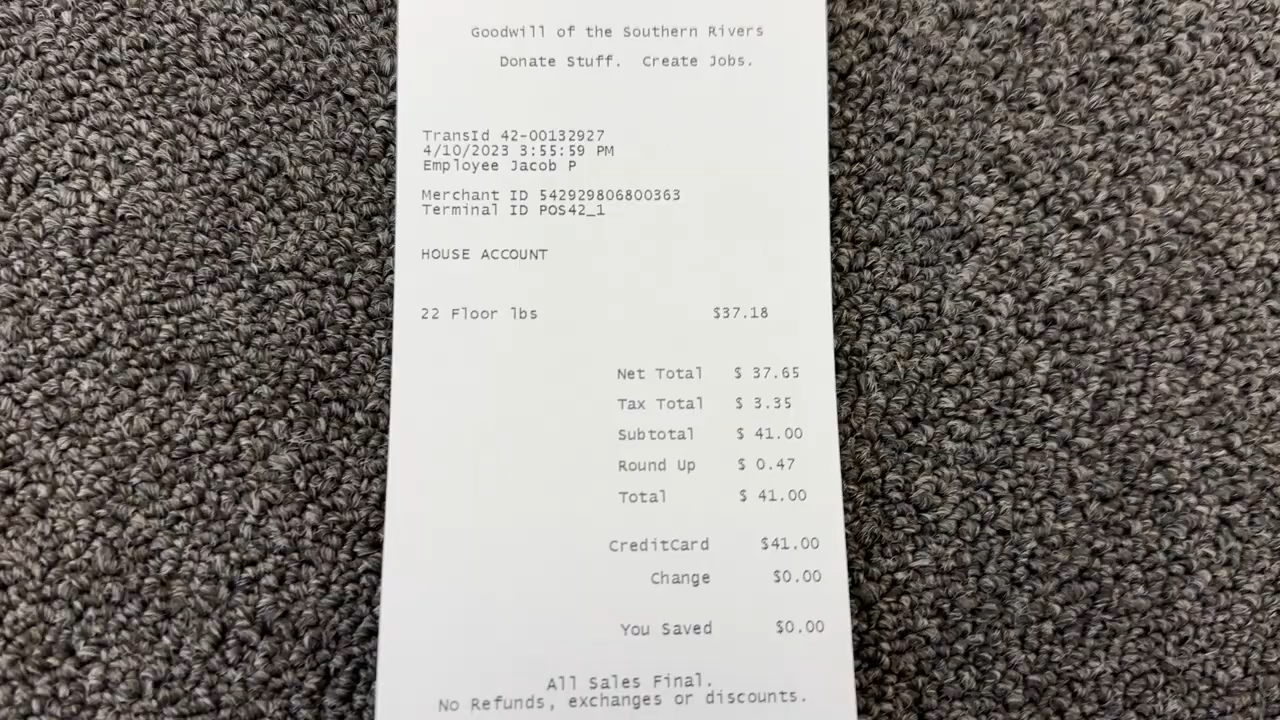 Goodwill of the Southern Rivers
Donate Stuff. Create Jobs.
TransId 42-00132927
4/10/2023 3:55:59 PM
Employee Jacob P
Merchant ID 542929806800363
Terminal ID POS42_1
HOUSE ACCOUNT
22 Floor lbs $37.18
Net Total $ 37.65
Tax Total $ 3.35
Subtotal $ 41.00
Round Up $ 0.47
Total $ 41.00
CreditCard $41.00
Change $0.00
You Saved $0.00
All Sales Final.
No Refunds, exchanges or discounts.